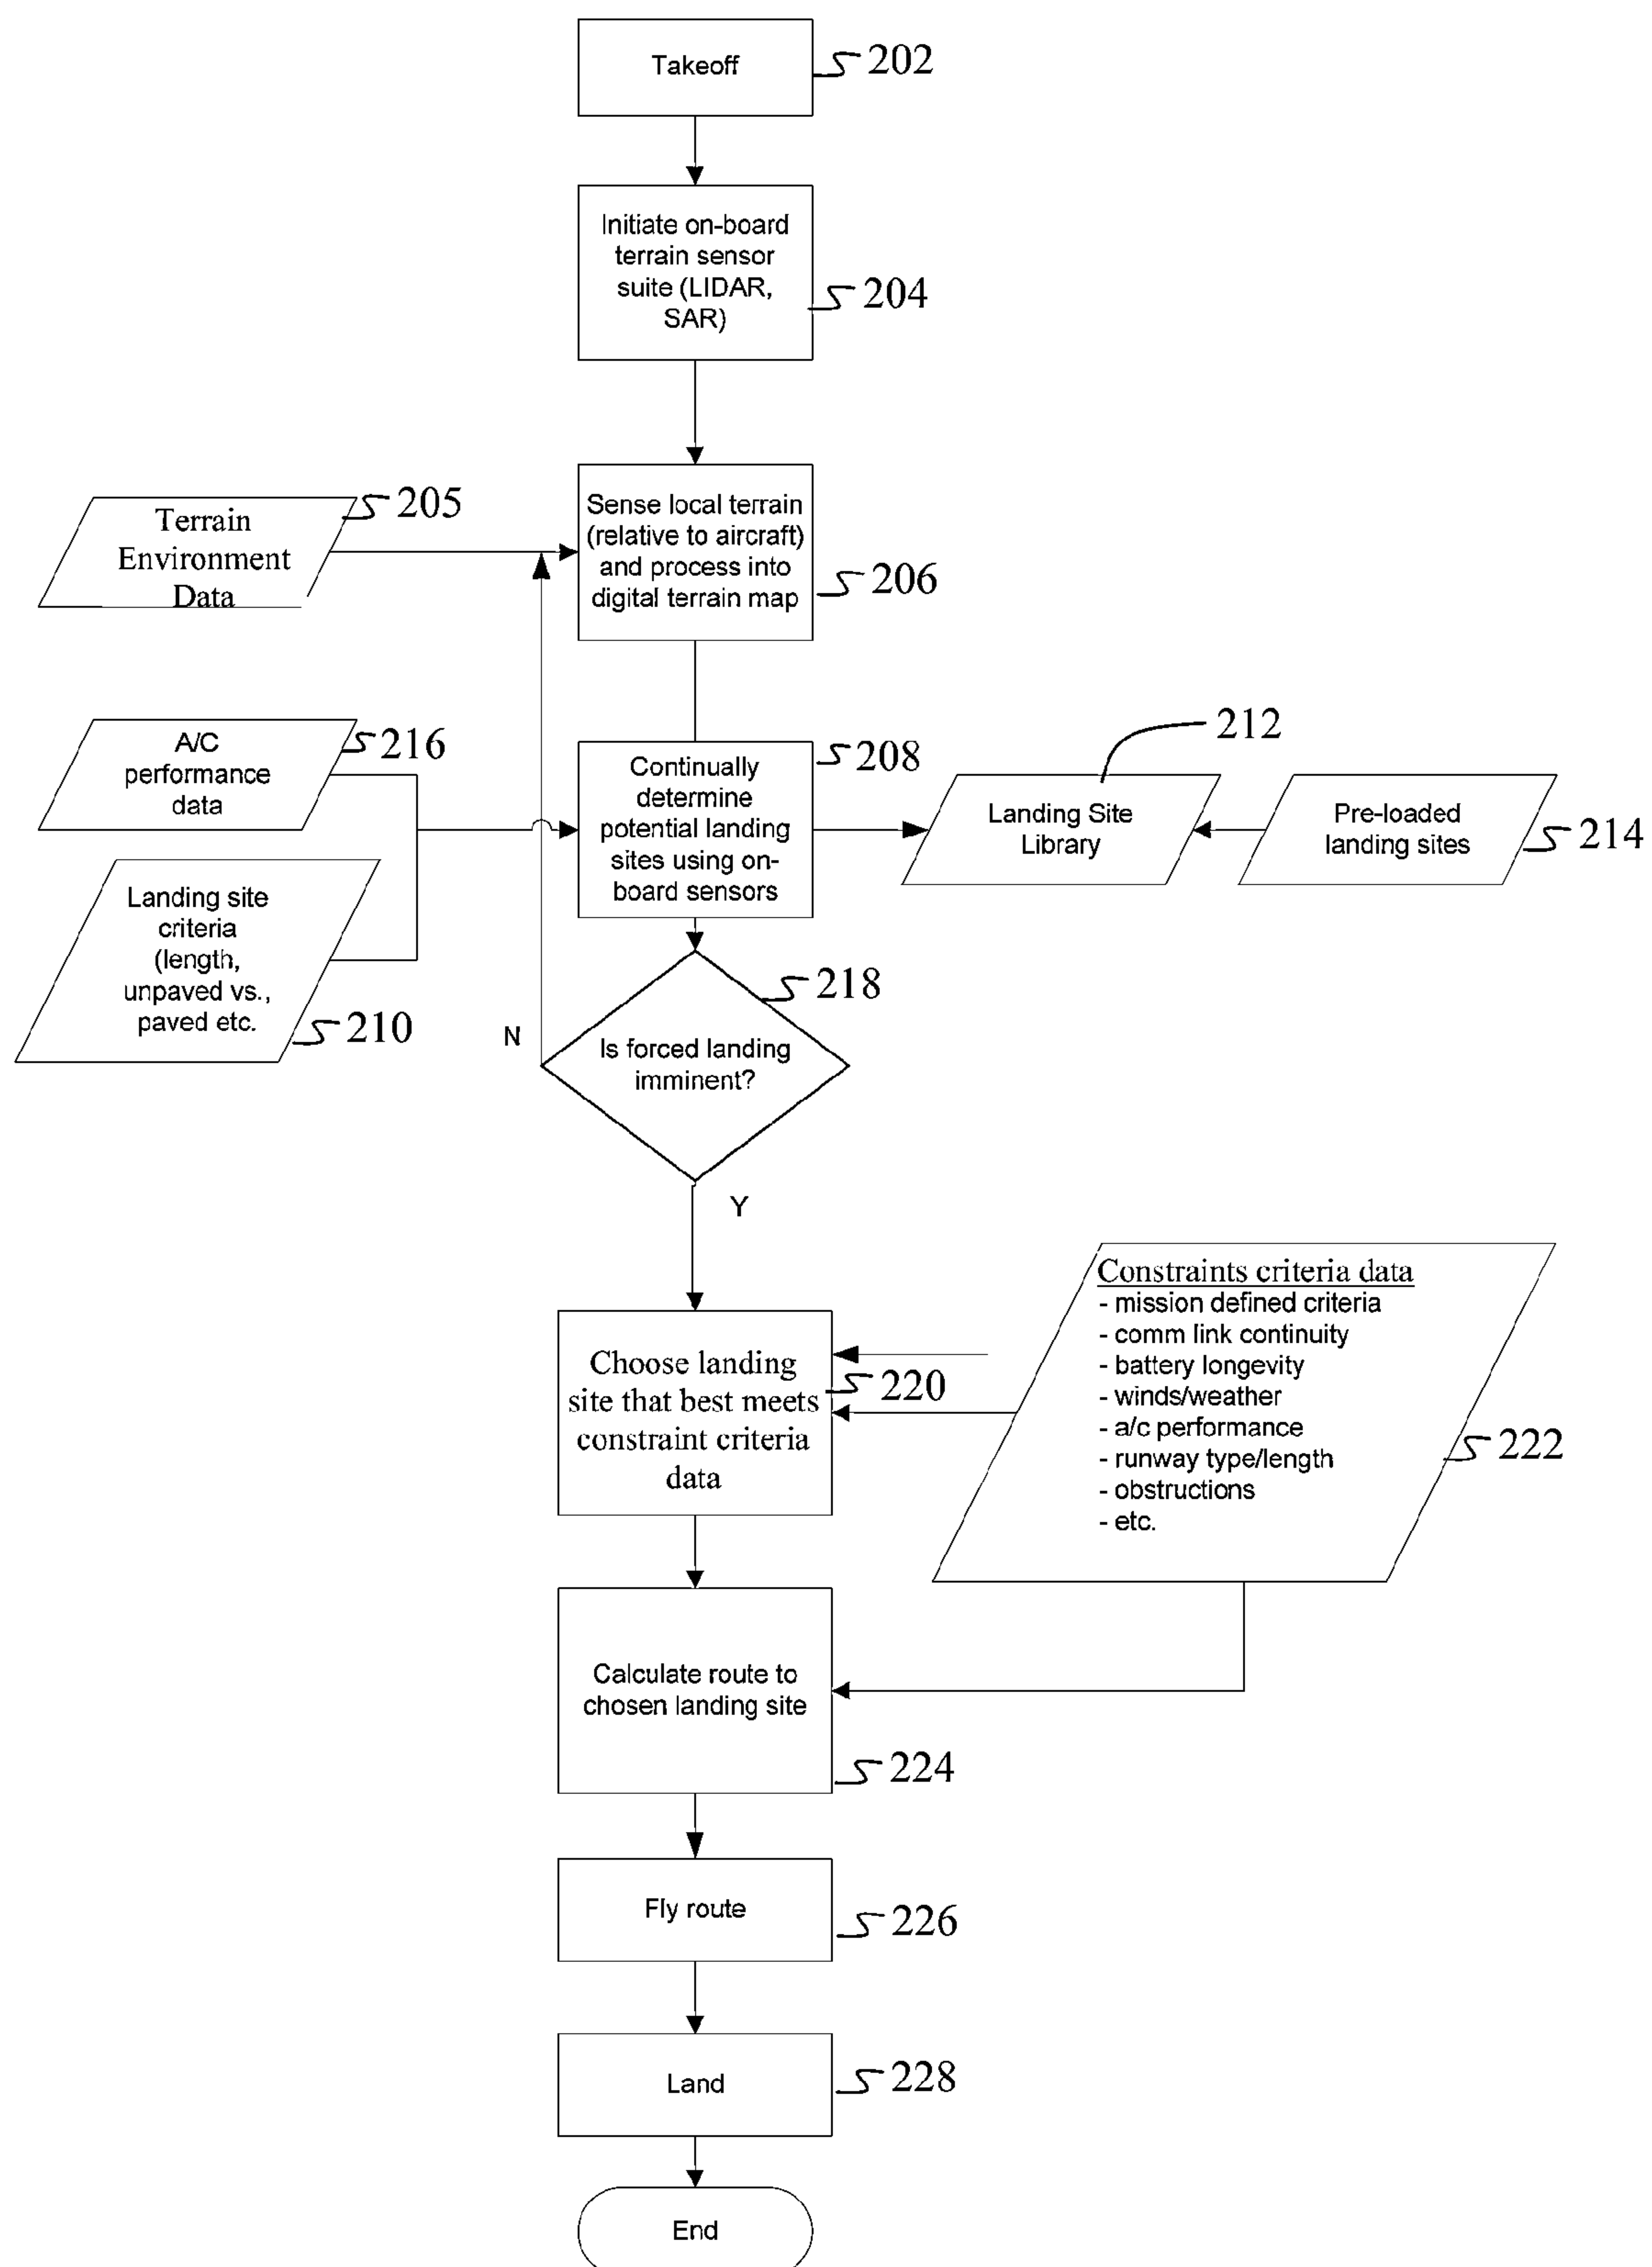 Takeoff
202
Initiate on-board
terrain sensor
suite (LIDAR,
SAR)
204
Terrain
Environment
Data
205
Sense local terrain
(relative to aircraft)
and process into
digital terrain map
206
A/C
performance
data
216
Continually
determine
potential landing
sites using on-
board sensors
208
212
Landing Site
Library
Pre-loaded
landing sites
214
Landing site
criteria
(length,
unpaved vs.,
paved etc.
210
N
218
Is forced landing
imminent?
Y
Choose landing
site that best meets
constraint criteria
data
220
Constraints criteria data
- mission defined criteria
- comm link continuity
- battery longevity
- winds/weather
- a/c performance
- runway type/length
- obstructions
- etc.
222
Calculate route to
chosen landing site
224
Fly route
226
Land
228
End